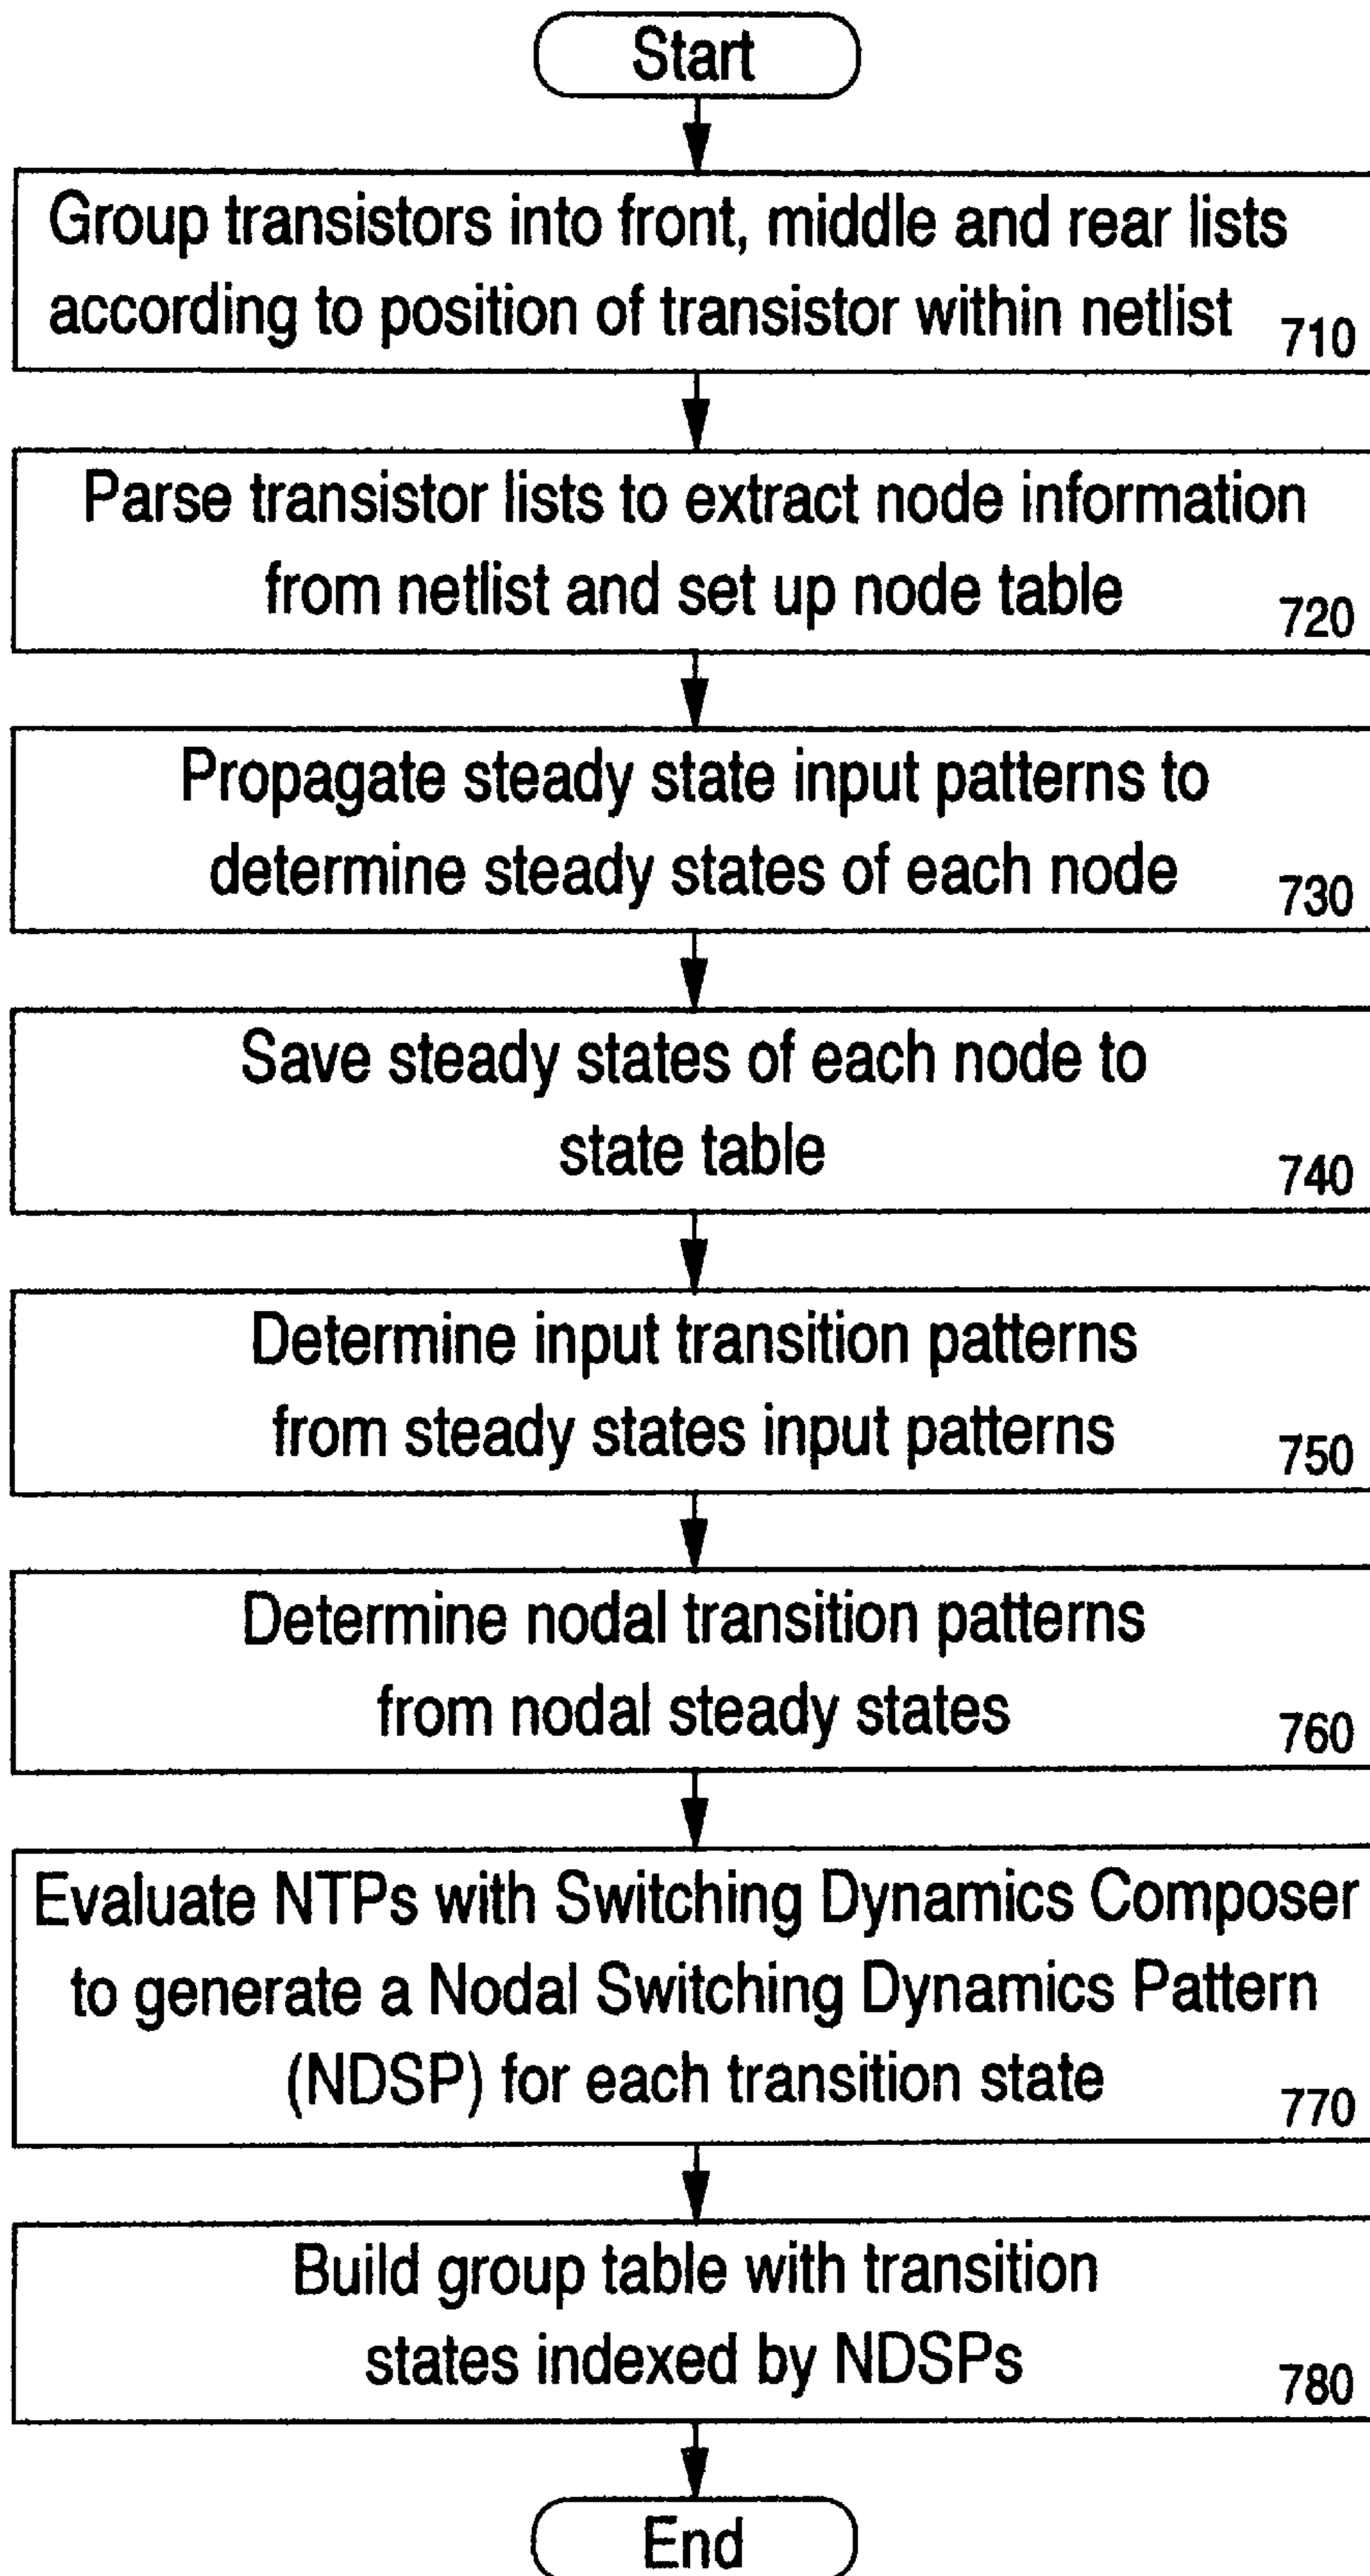 Start
Group transistors into front, middle and rear lists
according to position of transistor within netlist
710
Parse transistor lists to extract node information
from netlist and set up node table
720
Propagate steady state input patterns to
determine steady states of each node
730
Save steady states of each node to
state table
740
Determine input transition patterns
from steady states input patterns
750
Determine nodal transition patterns
from nodal steady states
760
Evaluate NTPs with Switching Dynamics Composer
to generate a Nodal Switching Dynamics Pattern
(NDSP) for each transition state
770
Build group table with transition
states indexed by NDSPs
780
End